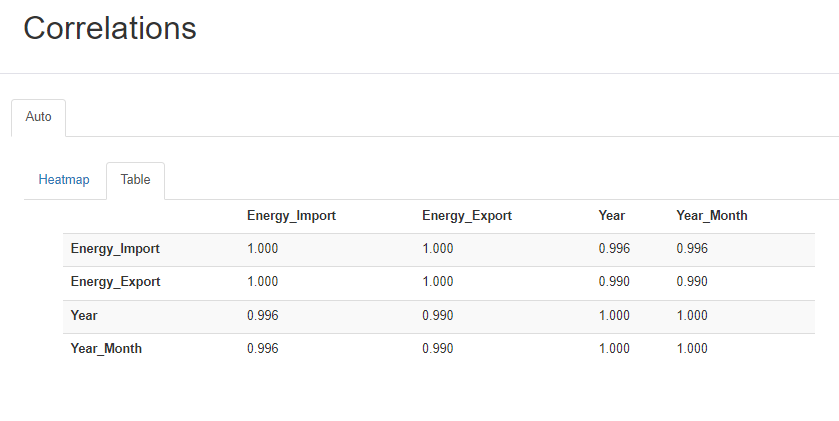 Correlations
Auto
Heatmap Table
Energy_Import Energy_Export Year Year_Month
Energy_Import 1.000 1.000 0.996 0.996
Energy_Export 1.000 1.000 0.990 0.990
Year 0.996 0.990 1.000 1.000
Year_Month 0.996 0.990 1.000 1.000